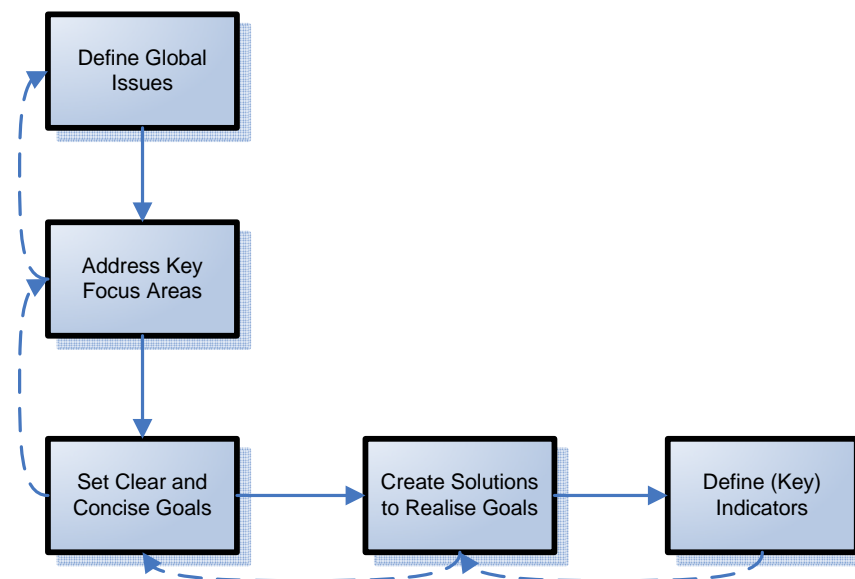 Define Global
Issues
Address Key
Focus Areas
Set Clear and
Concise Goals
Create Solutions
to Realise Goals
Define (Key)
Indicators